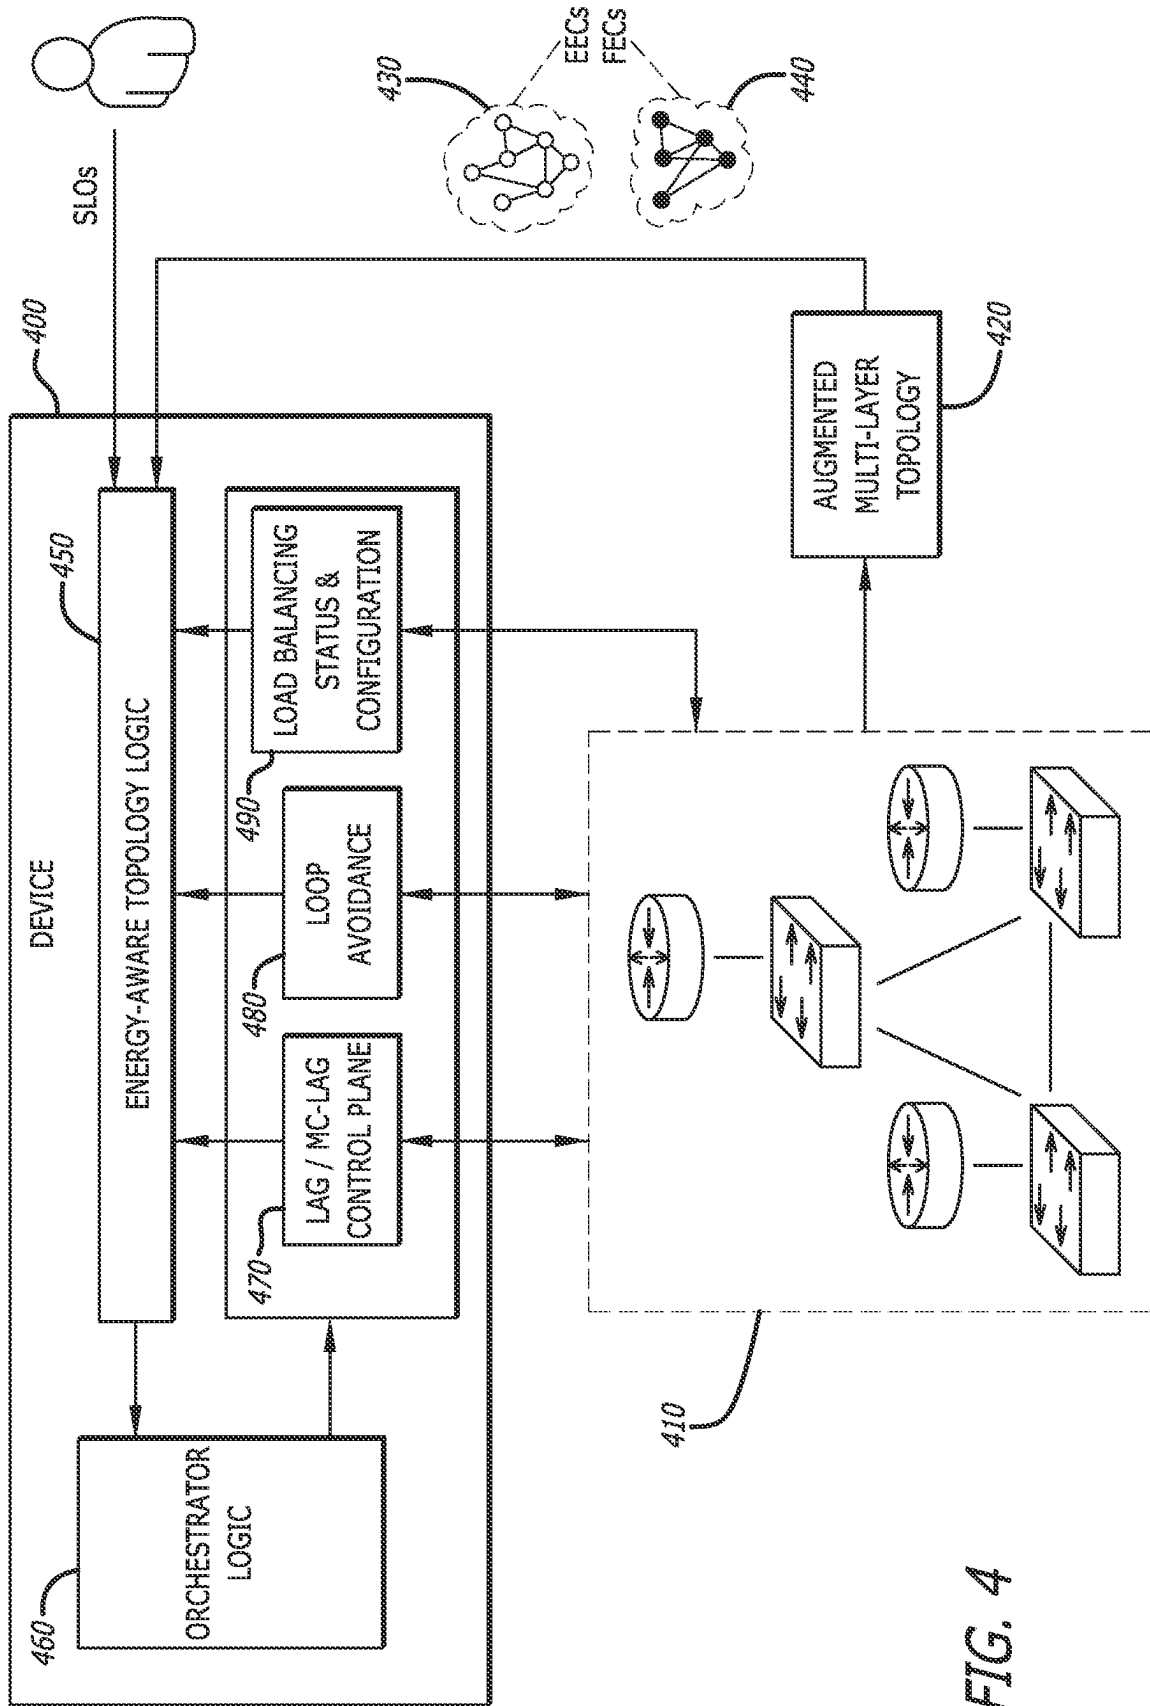 DEVICE
400
SLOs
460
ORCHESTRATOR
LOGIC
450
ENERGY-AWARE TOPOLOGY LOGIC
470
LAG / MC-LAG
CONTROL PLANE
480
LOOP
AVOIDANCE
490
LOAD BALANCING
STATUS &
CONFIGURATION
430
EECs
FECs
440
410
AUGMENTED
MULTI-LAYER
TOPOLOGY
420
FIG. 4